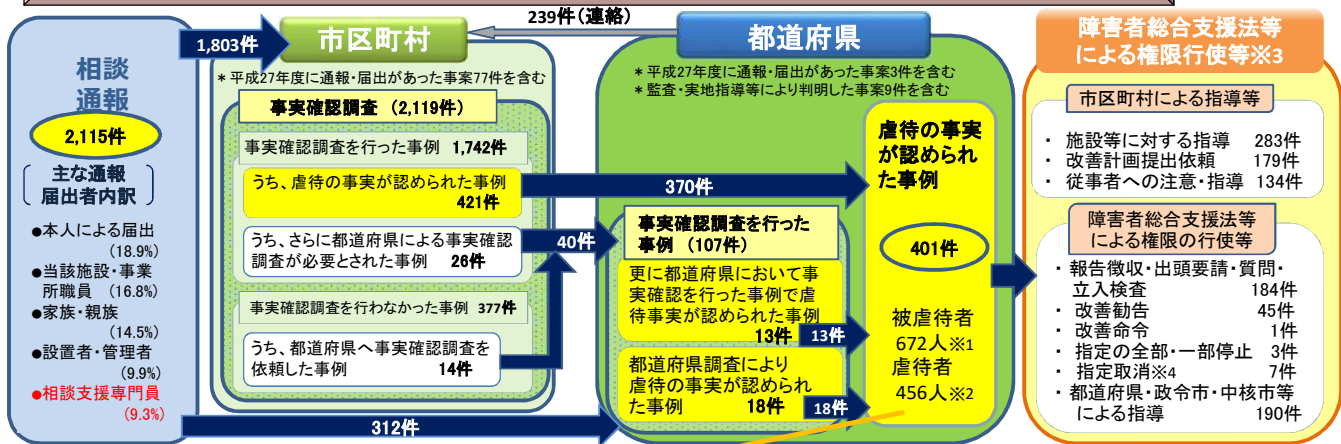 239件(連絡)
1,803件
相談
通報
2,115件
主な通報
届出者内訳
●本人による届出
(18.9%)
●当該施設・事業
所職員 (16.8%)
●家族・親族
(14.5%)
●設置者・管理者
(9.9%)
●相談支援専門員
(9.3%)
312件
市区町村
* 平成27年度に通報・届出があった事案77件を含む
事実確認調査 (2,119件)
事実確認調査を行った事例 1,742件
うち、虐待の事実が認められた事例
421件
うち、さらに都道府県による事実確認
調査が必要とされた事例 26件
事実確認調査を行わなかった事例 377件
うち、都道府県へ事実確認調査を
依頼した事例 14件
370件
40件
都道府県
* 平成27年度に通報・届出があった事案3件を含む
* 監査・実地指導等により判明した事案9件を含む
事実確認調査を行った
事例 (107件)
更に都道府県において事
実確認を行った事例で虐
待事実が認められた事例
13件
13件
都道府県調査により
虐待の事実が認められ
た事例 18件
18件
虐待の事実
が認められ
た事例
401件
被虐待者
672人※1
虐待者
456人※2
障害者総合支援法等
による権限行使等※3
市区町村による指導等
・ 施設等に対する指導 283件
・ 改善計画提出依頼 179件
・ 従事者への注意・指導 134件
障害者総合支援法等
による権限の行使等
・ 報告徴収・出頭要請・質問・
立入検査 184件
・ 改善勧告 45件
・ 改善命令 1件
・ 指定の全部・一部停止 3件
・ 指定取消※4 7件
・ 都道府県・政令市・中核市等
による指導 190件